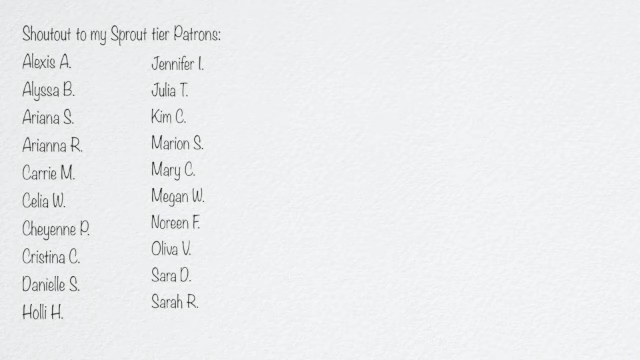 Shoutout to my Sprout tier Patrons:
Alexis A.
Alyssa B.
Ariana S.
Arianna R.
Carrie M.
Celia W.
Cheyenne P.
Cristina C.
Danielle S.
Holli H.
Jennifer I.
Julia T.
Kim C.
Marion S.
Mary C.
Megan W.
Noreen F.
Oliva V.
Sara D.
Sarah R.